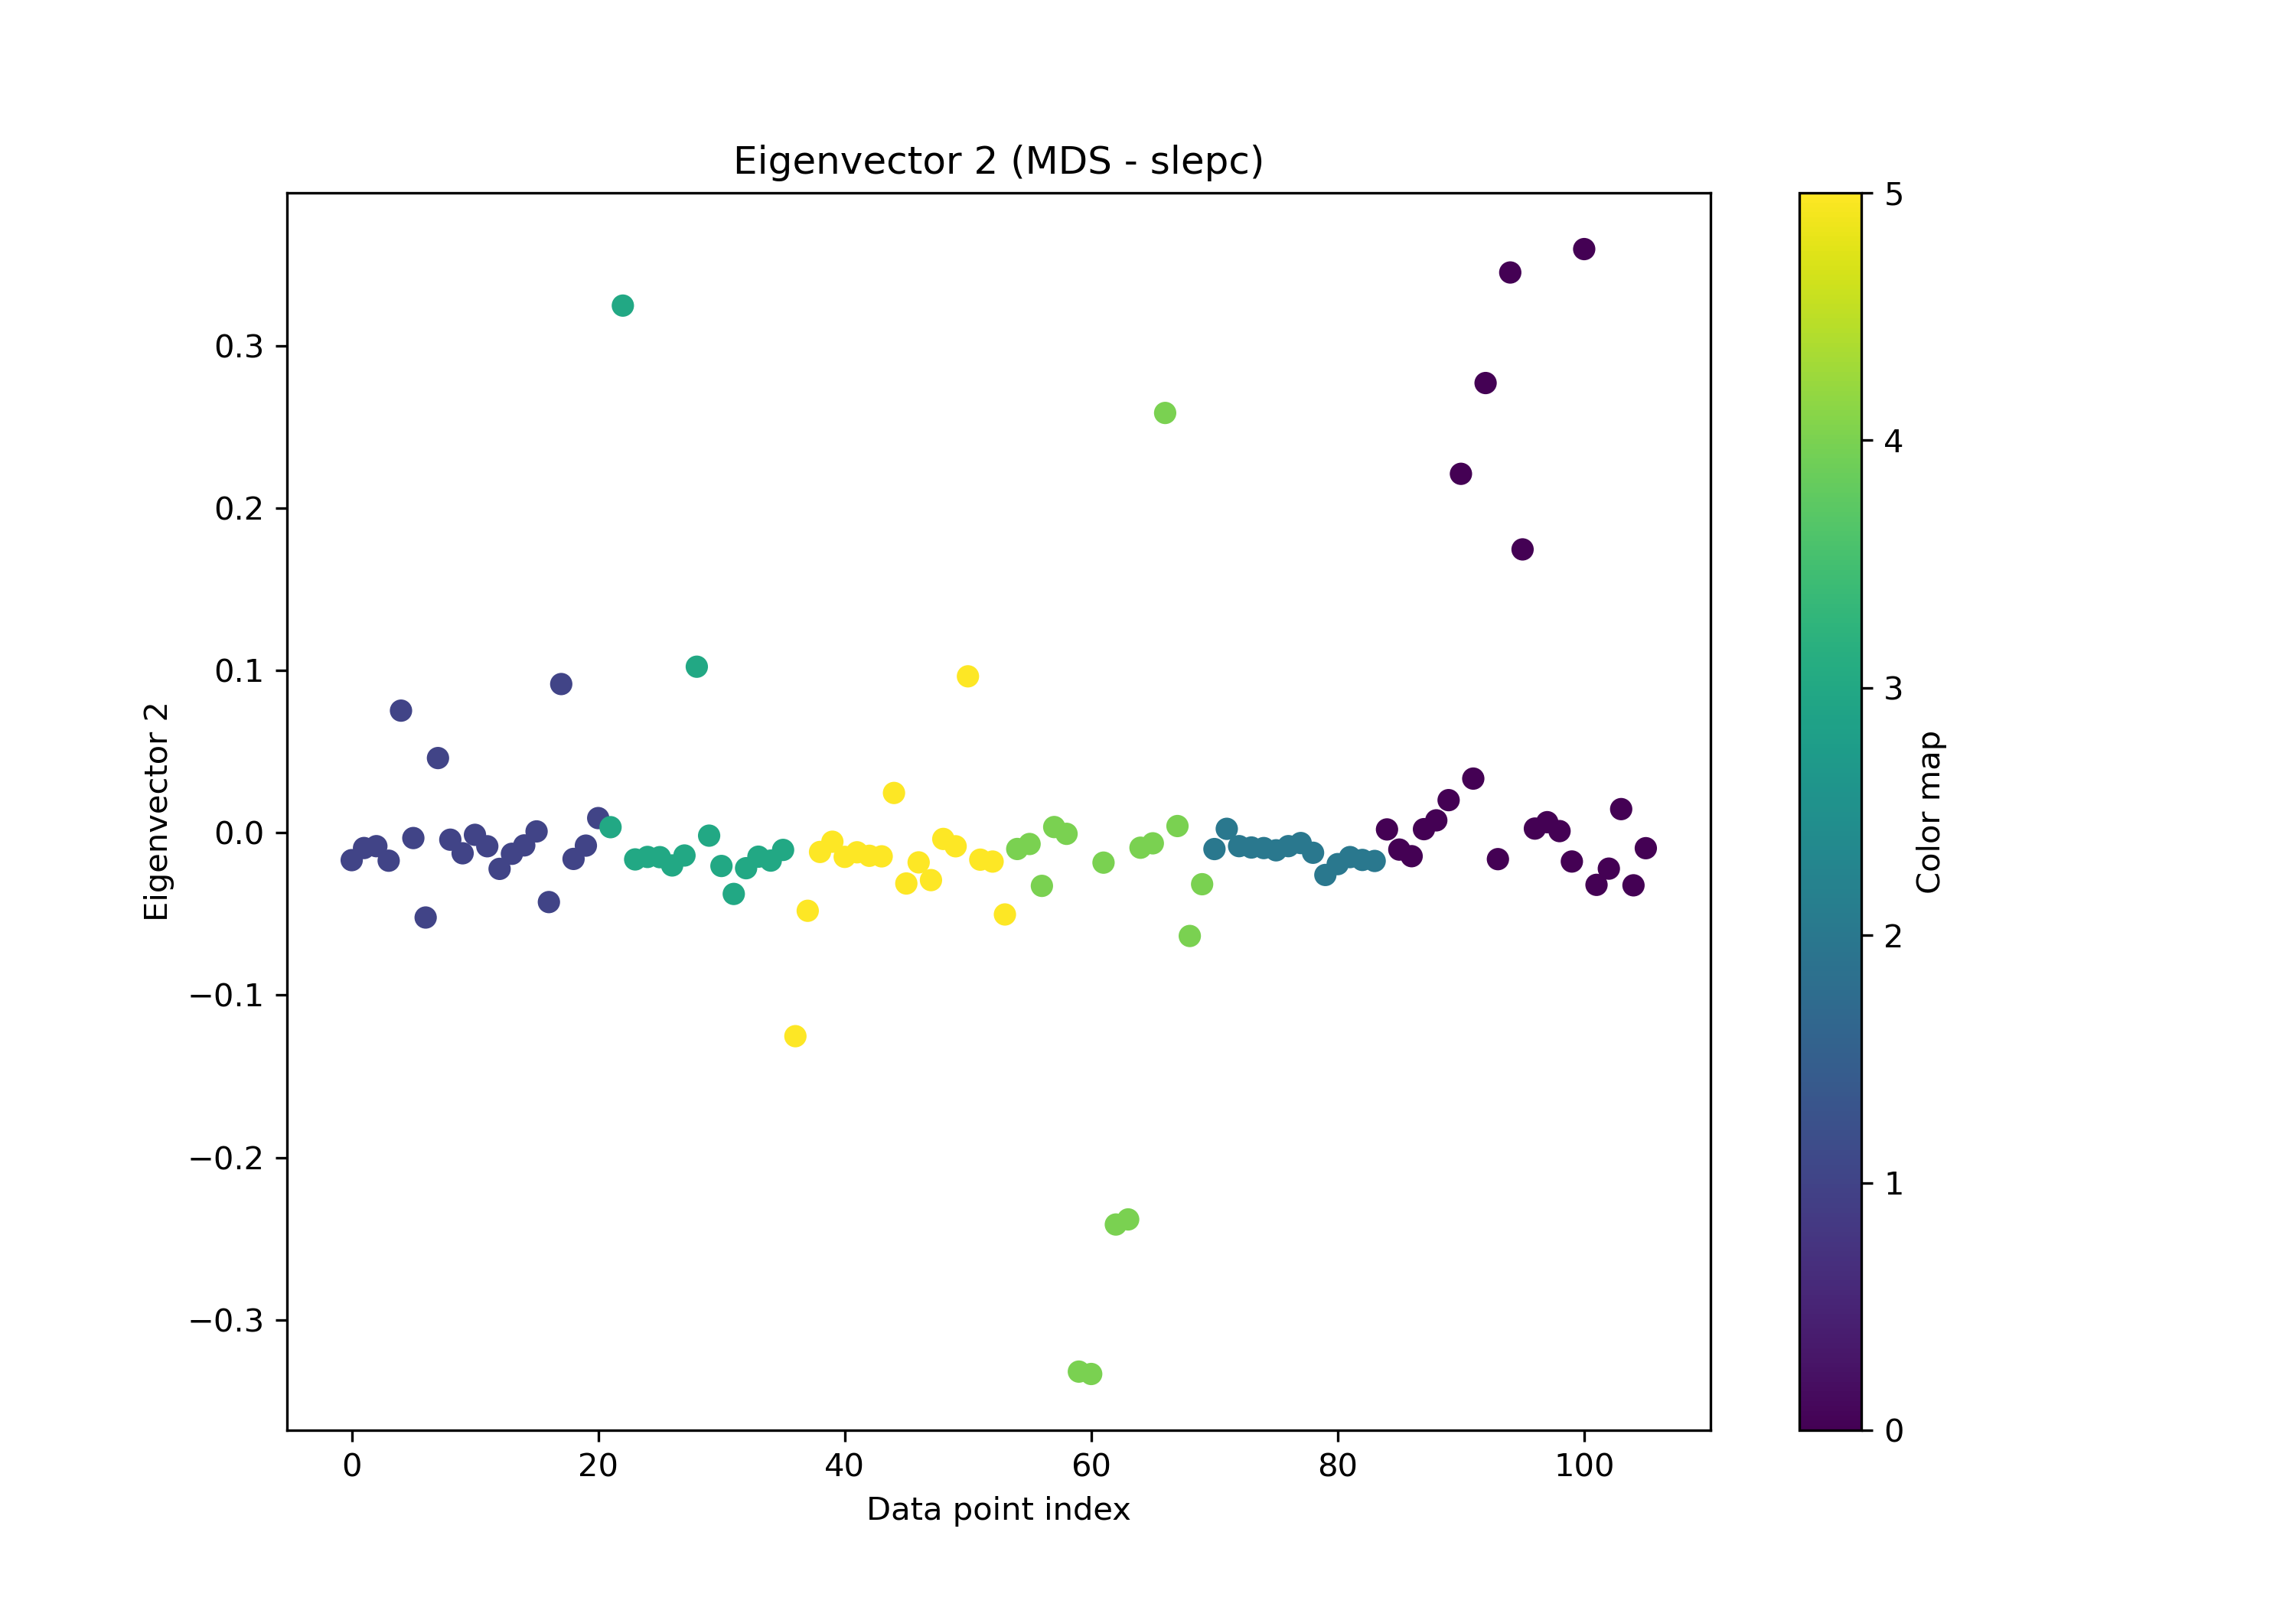 Eigenvector 2 (MDS - slepc)
0.3
0.2
0.1
0.0
−0.1
−0.2
−0.3
Eigenvector 2
0 20 40 60 80 100
Data point index
5
4
3
2
1
0
Color map